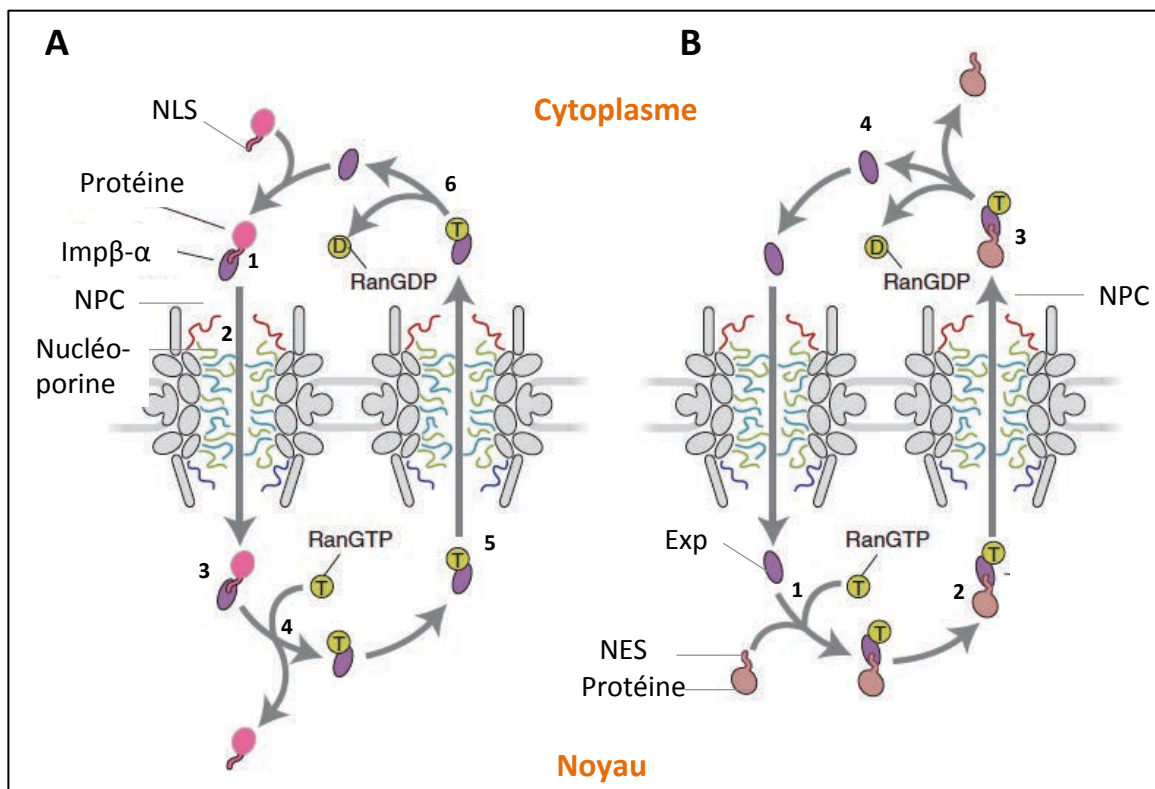 A
NLS
Protéine
Impβ-α
NPC
Nucléo-
porine
1
2
3
4
5
6
T
D
RanGDP
RanGTP
T
T
T
Cytoplasme
Noyau
B
4
T
3
D
RanGDP
NPC
Exp
1
RanGTP
T
T
2
T
NES
Protéine